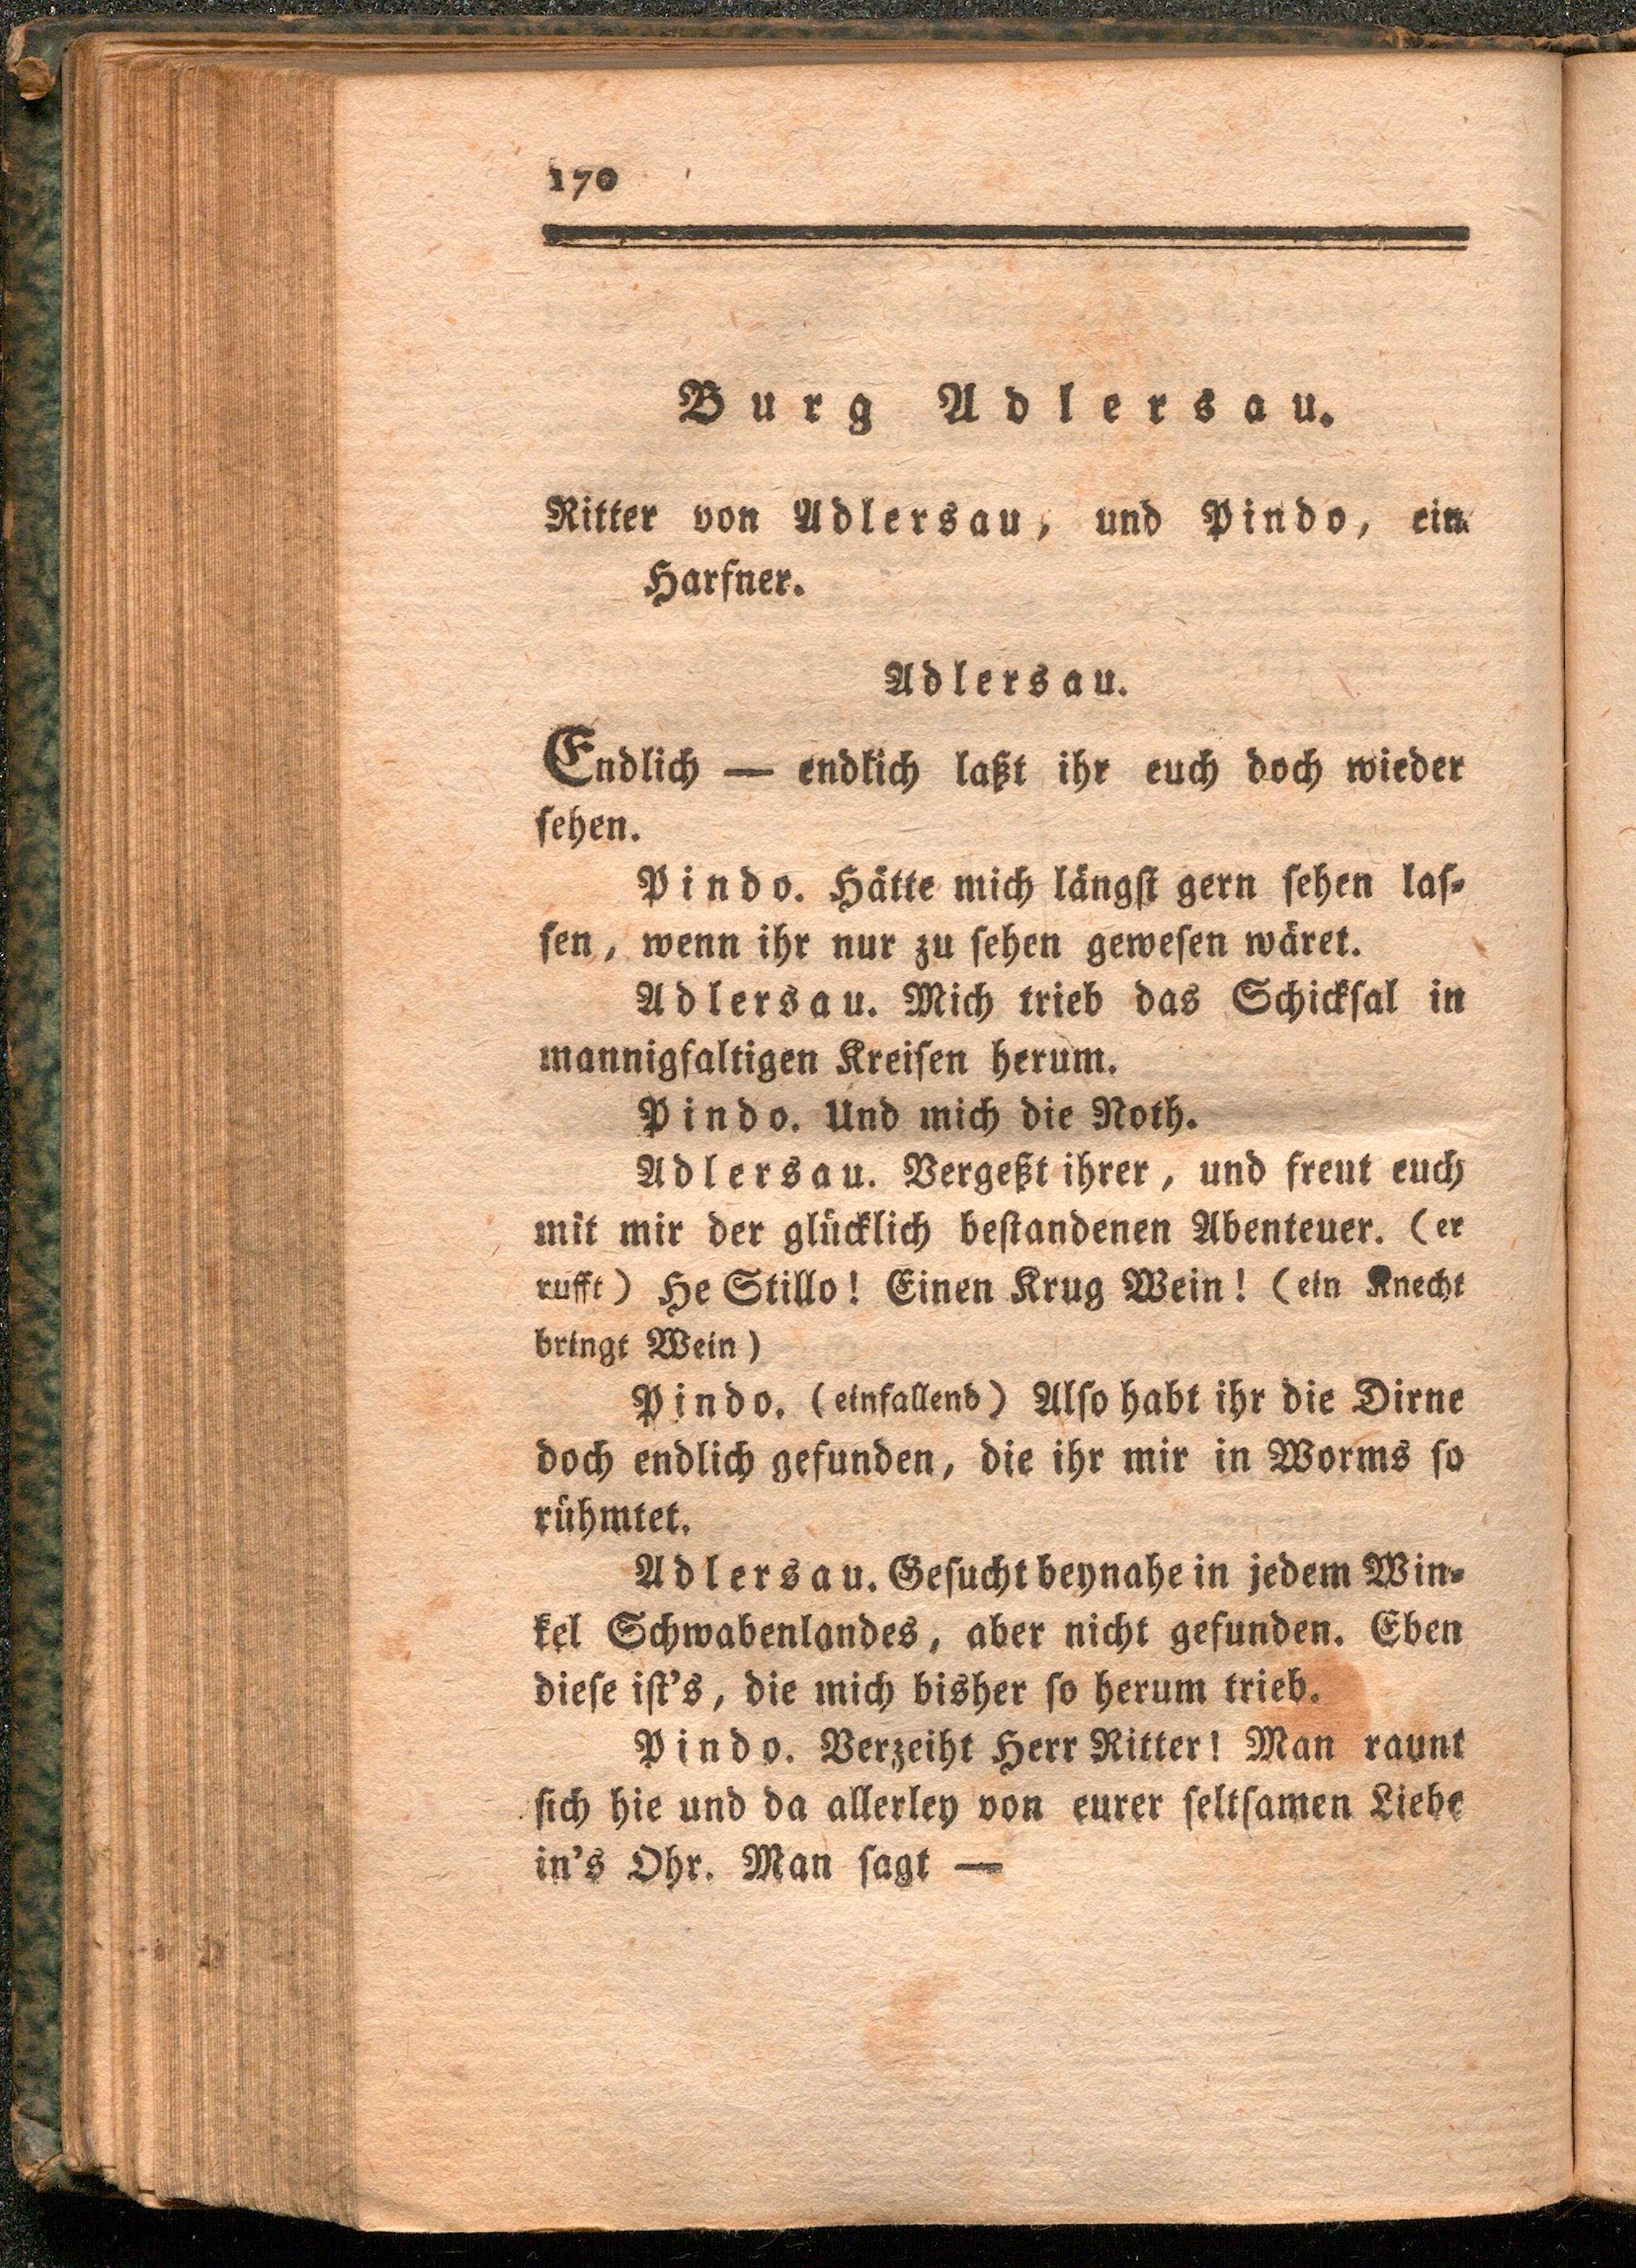 170
Burg Adlersau.
Ritter von Adlersau, und Pindo, ein
Harfner.
Adlersau.
Endlich — endlich laßt ihr euch doch wieder
ſehen.
Pindo. Hätte mich längſt gern ſehen laſ-
ſen, wenn ihr nur zu ſehen geweſen wäret.
Adlersau. Mich trieb das Schickſal in
mannigfaltigen Kreiſen herum.
Pindo. Und mich die Noth.
Adlersau. Vergeßt ihrer, und freut euch
mit mir der glücklich beſtandenen Abenteuer. (er
rufft) He Stillo! Einen Krug Wein! (ein Knecht
bringt Wein)
Pindo. (einfallend) Alſo habt ihr die Dirne
doch endlich gefunden, die ihr mir in Worms ſo
rühmtet.
Adlersau. Geſucht beynahe in jedem Win-
kel Schwabenlandes, aber nicht gefunden. Eben
dieſe iſt's, die mich bisher ſo herum trieb.
Pindo. Verzeiht Herr Ritter! Man raunt
ſich hie und da allerley von eurer ſeltſamen Liebe
in's Ohr. Man ſagt —